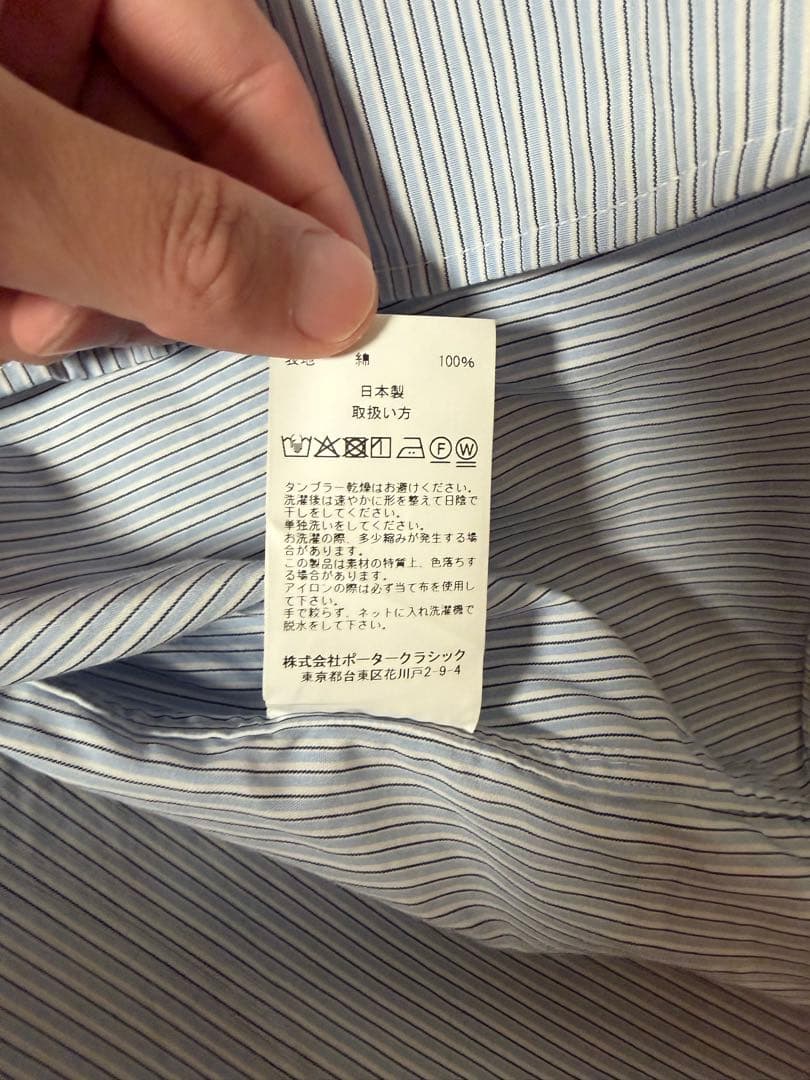 表地 綿 100%
日本製
取扱い方
F W
タンブラー乾燥はお避けください。
洗濯後は速やかに形を整えて日陰で
干しをしてください。
単独洗いをしてください。
お洗濯の際、多少縮みが発生する場
合があります。
この製品は素材の特質上、色落ちす
る場合があります。
アイロンの際は必ず当て布を使用し
て下さい。
手で絞らず、ネットに入れ洗濯機で
脱水をして下さい。
株式会社ポータークラシック
東京都台東区花川戸2-9-4